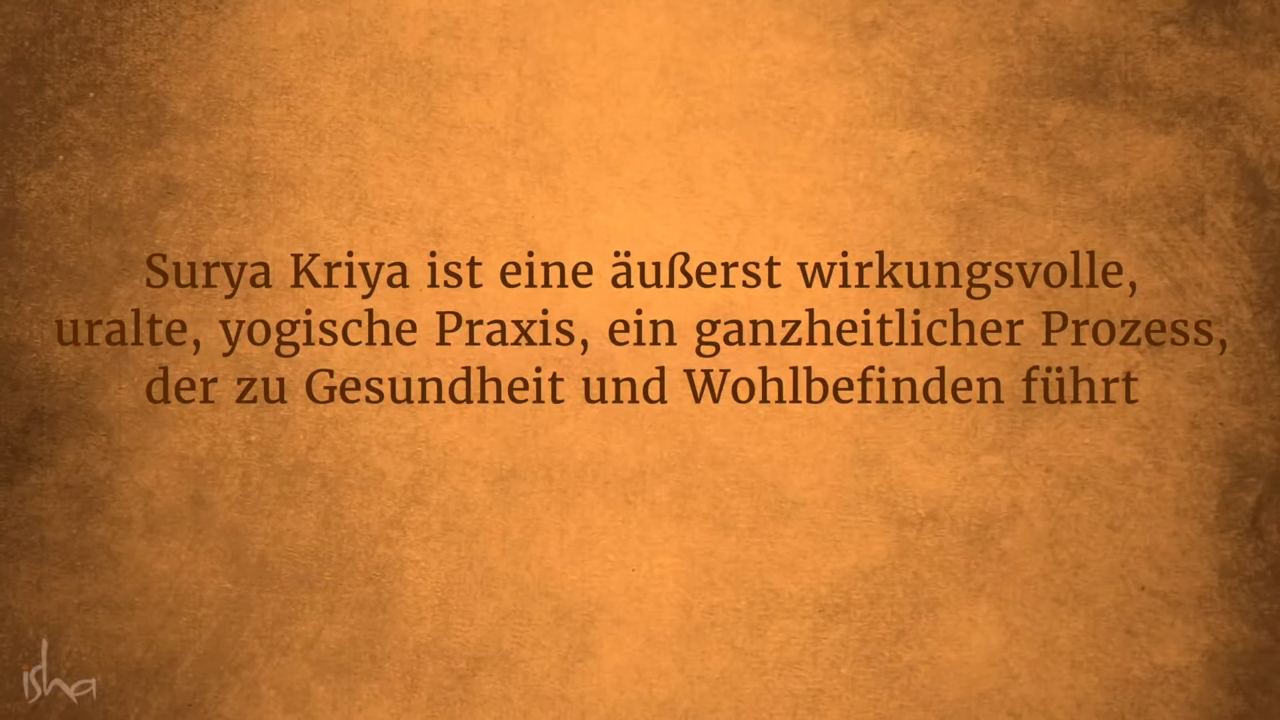 Surya Kriya ist eine äußerst wirkungsvolle,
uralte, yogische Praxis, ein ganzheitlicher Prozess,
der zu Gesundheit und Wohlbefinden führt
isha